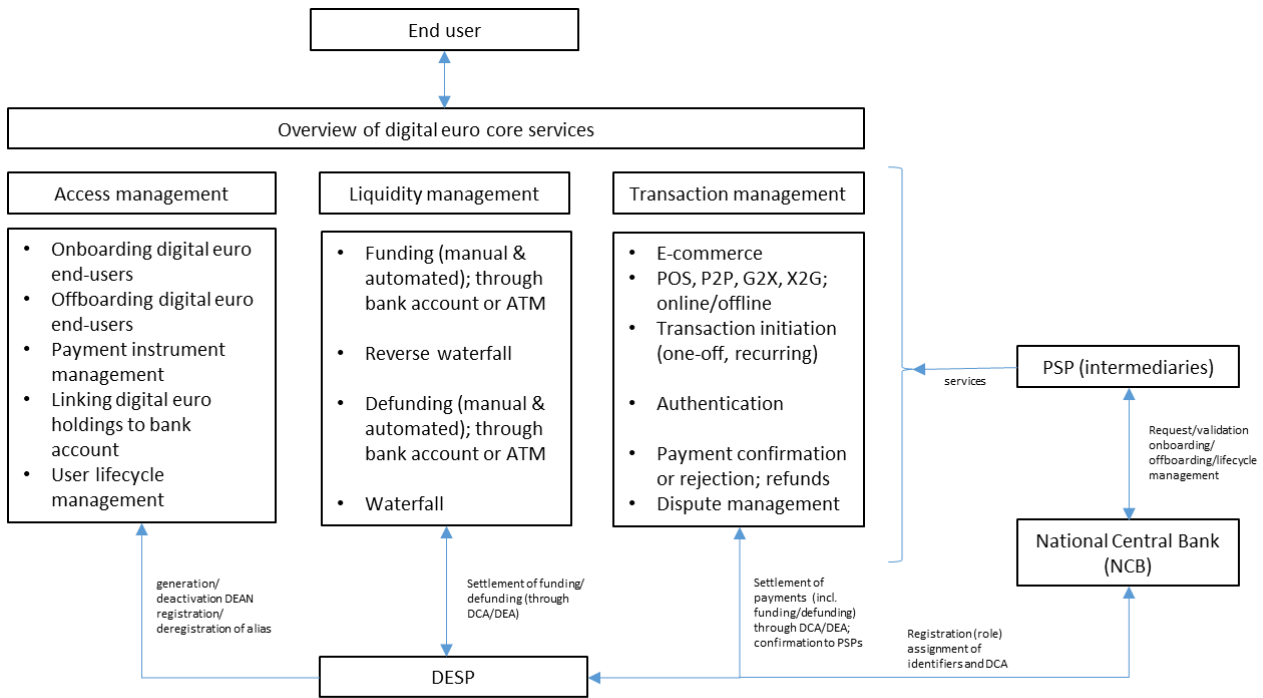 End user
Overview of digital euro core services
Access management
Liquidity management
Transaction management
• Onboarding digital euro
end-users
• Offboarding digital euro
end-users
• Payment instrument
management
• Linking digital euro
holdings to bank
account
• User lifecycle
management
• Funding (manual &
automated); through
bank account or ATM
• Reverse waterfall
• Defunding (manual &
automated); through
bank account or ATM
• Waterfall
• E-commerce
• POS, P2P, G2X, X2G;
online/offline
• Transaction initiation
(one-off, recurring)
• Authentication
• Payment confirmation
or rejection; refunds
• Dispute management
services
PSP (intermediaries)
Request/validation
onboarding/
offboarding/lifecycle
management
National Central Bank
(NCB)
generation/
deactivation DEAN
registration/
deregistration of alias
Settlement of funding/
defunding (through
DCA/DEA)
Settlement of
payments (incl.
funding/defunding)
through DCA/DEA;
confirmation to PSPs
Registration (role)
assignment of
identifiers and DCA
DESP